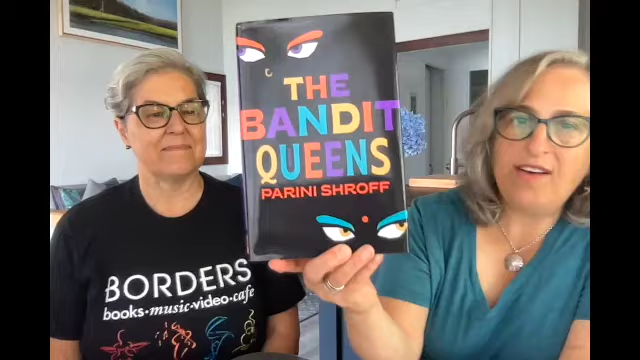 THE
BANDIT
QUEENS
PARINI SHROFF
BORDERS
books·music·video·cafe